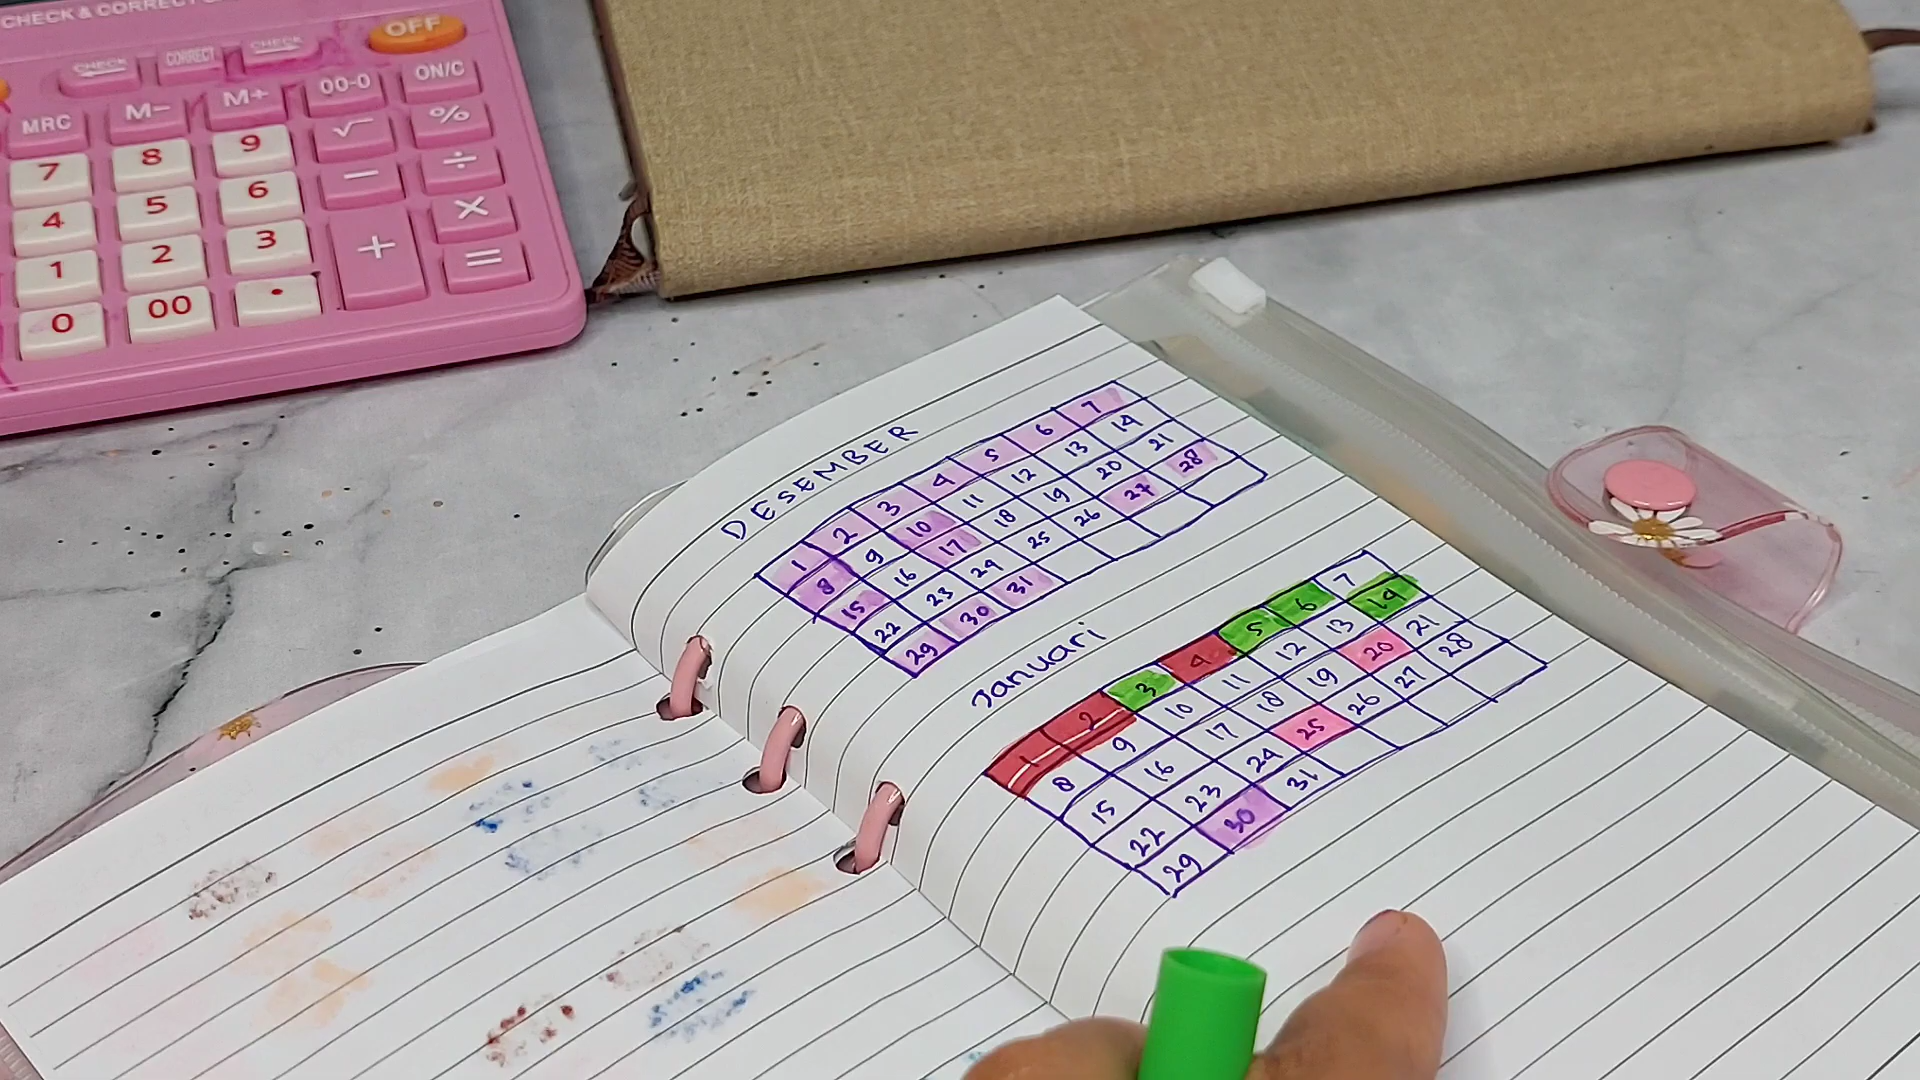 CHECK & CORRECT
OFF
CHECK CORRECT CHECK
MRC M− M+ 00-0 ON/C
7 8 9 √ %
4 5 6 − ÷
1 2 3 + ×
0 00 . =
DESEMBER
1 2 3 4 5 6 7
8 9 10 11 12 13 14
15 16 17 18 19 20 21
22 23 24 25 26 27 28
29 30 31
Januari
1 2 3 4 5 6 7
8 9 10 11 12 13 14
15 16 17 18 19 20 21
22 23 24 25 26 27 28
29 30 31